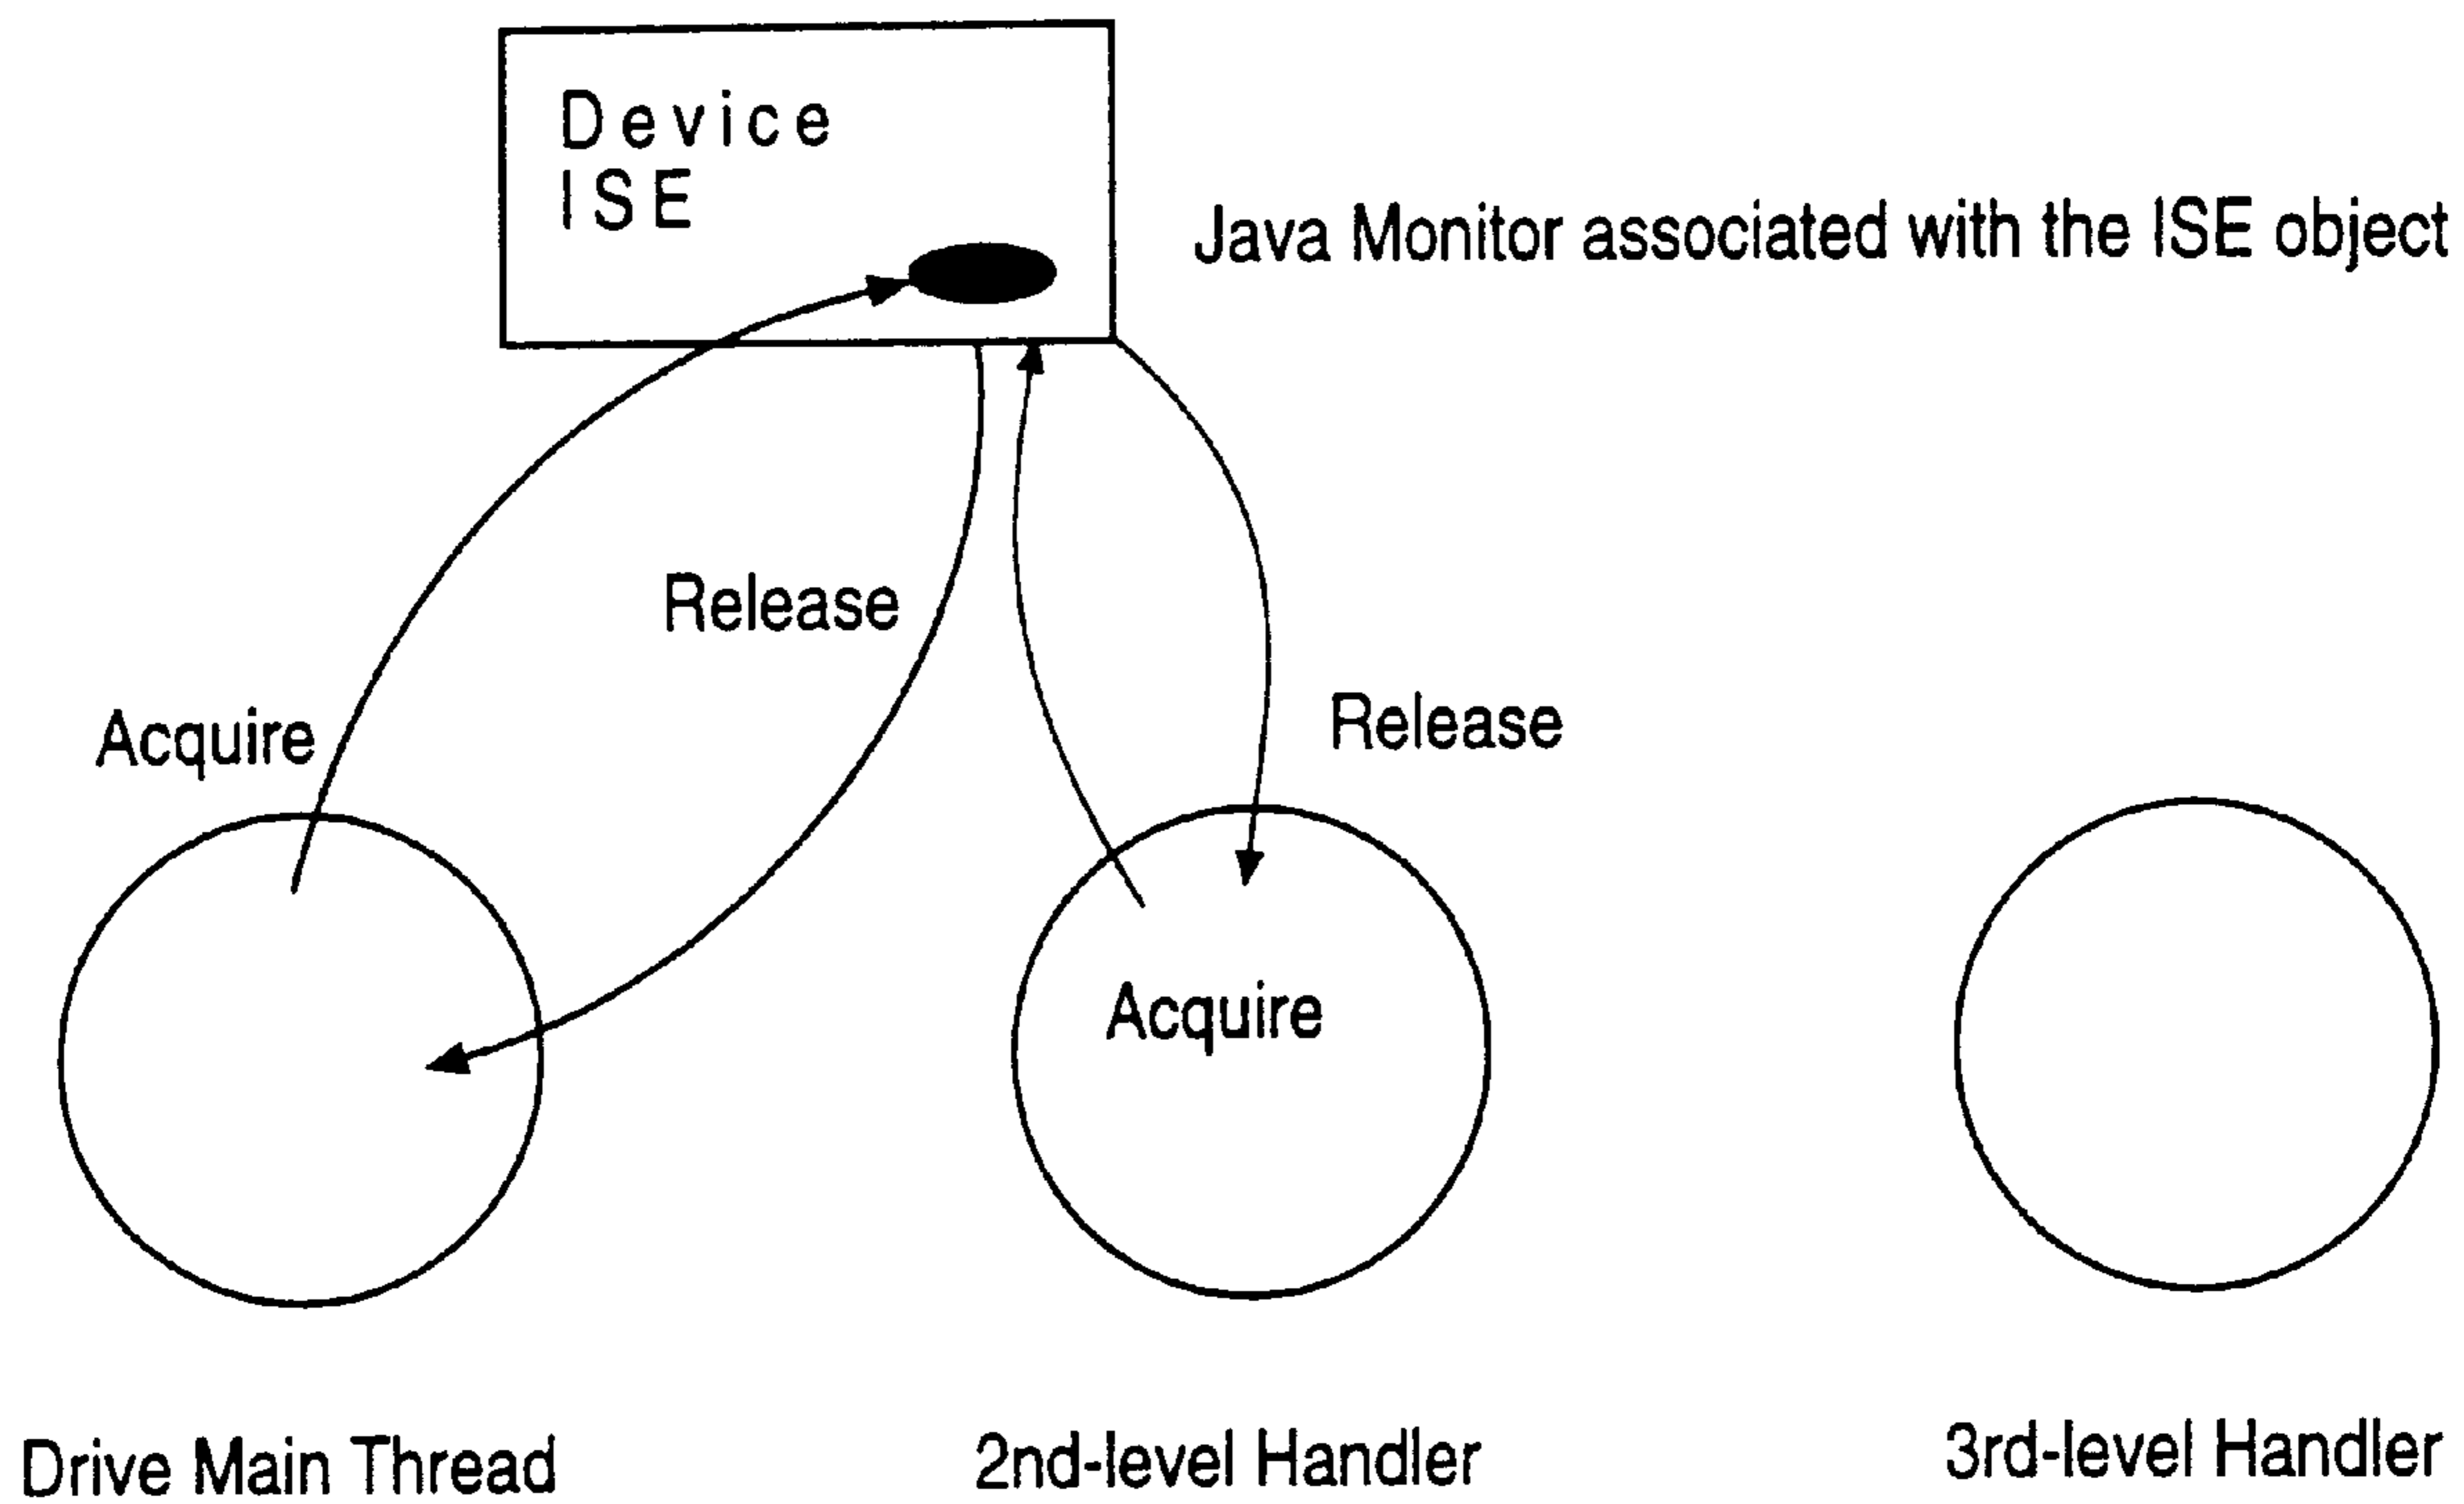 Device
ISE
Java Monitor associated with the ISE object
Release
Acquire
Release
Acquire
Drive Main Thread
2nd-level Handler
3rd-level Handler